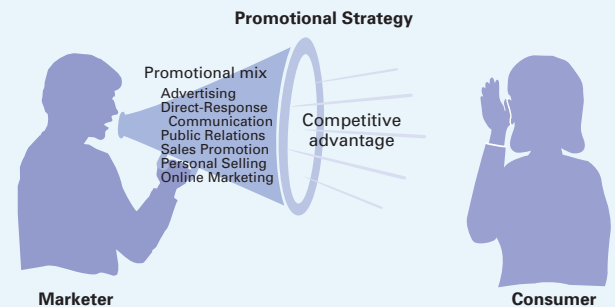 Promotional Strategy
Promotional mix
Advertising
Direct-Response
Communication
Public Relations
Sales Promotion
Personal Selling
Online Marketing
Competitive
advantage
Marketer
Consumer